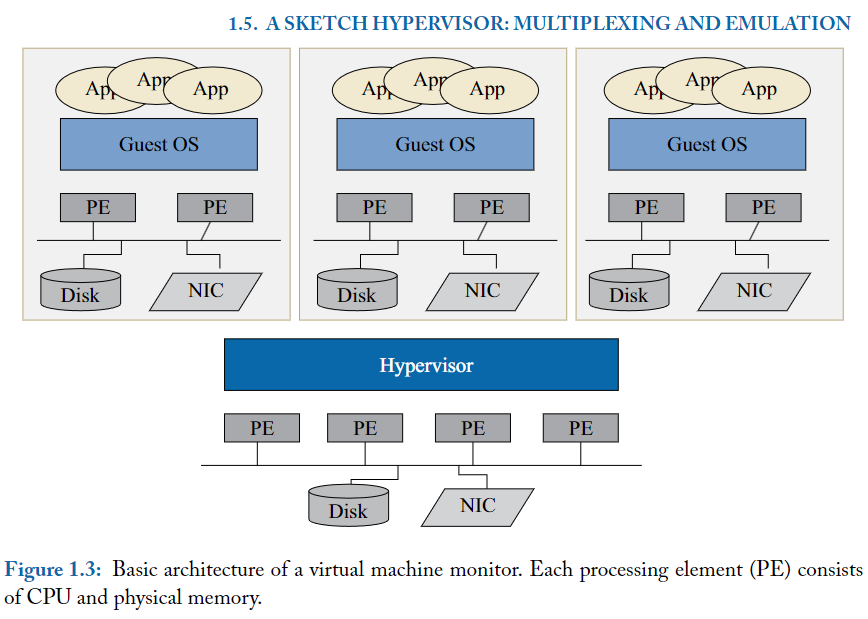 1.5. A SKETCH HYPERVISOR: MULTIPLEXING AND EMULATION
App App App
App App App
App App App
Guest OS
Guest OS
Guest OS
PE PE
PE PE
PE PE
Disk NIC
Disk NIC
Disk NIC
Hypervisor
PE PE PE PE
Disk NIC
Figure 1.3: Basic architecture of a virtual machine monitor. Each processing element (PE) consists
of CPU and physical memory.